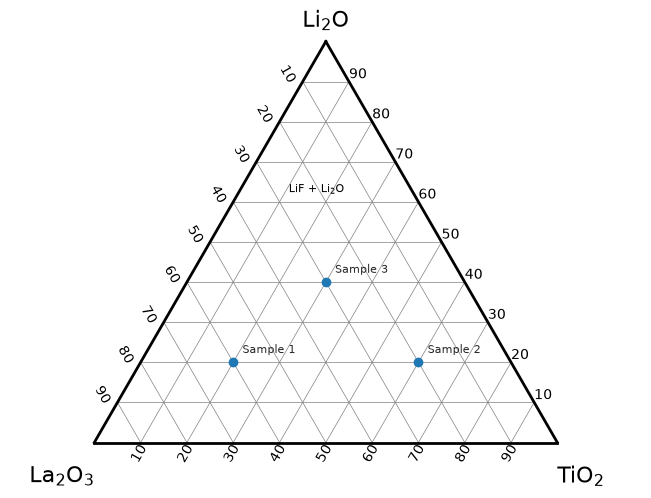 Li₂O
10 90
20 80
30 70
LiF + Li₂O
40 60
50 50
Sample 3
60 40
70 30
Sample 1 Sample 2
80 20
90 10
10 20 30 40 50 60 70 80 90
La₂O₃ TiO₂